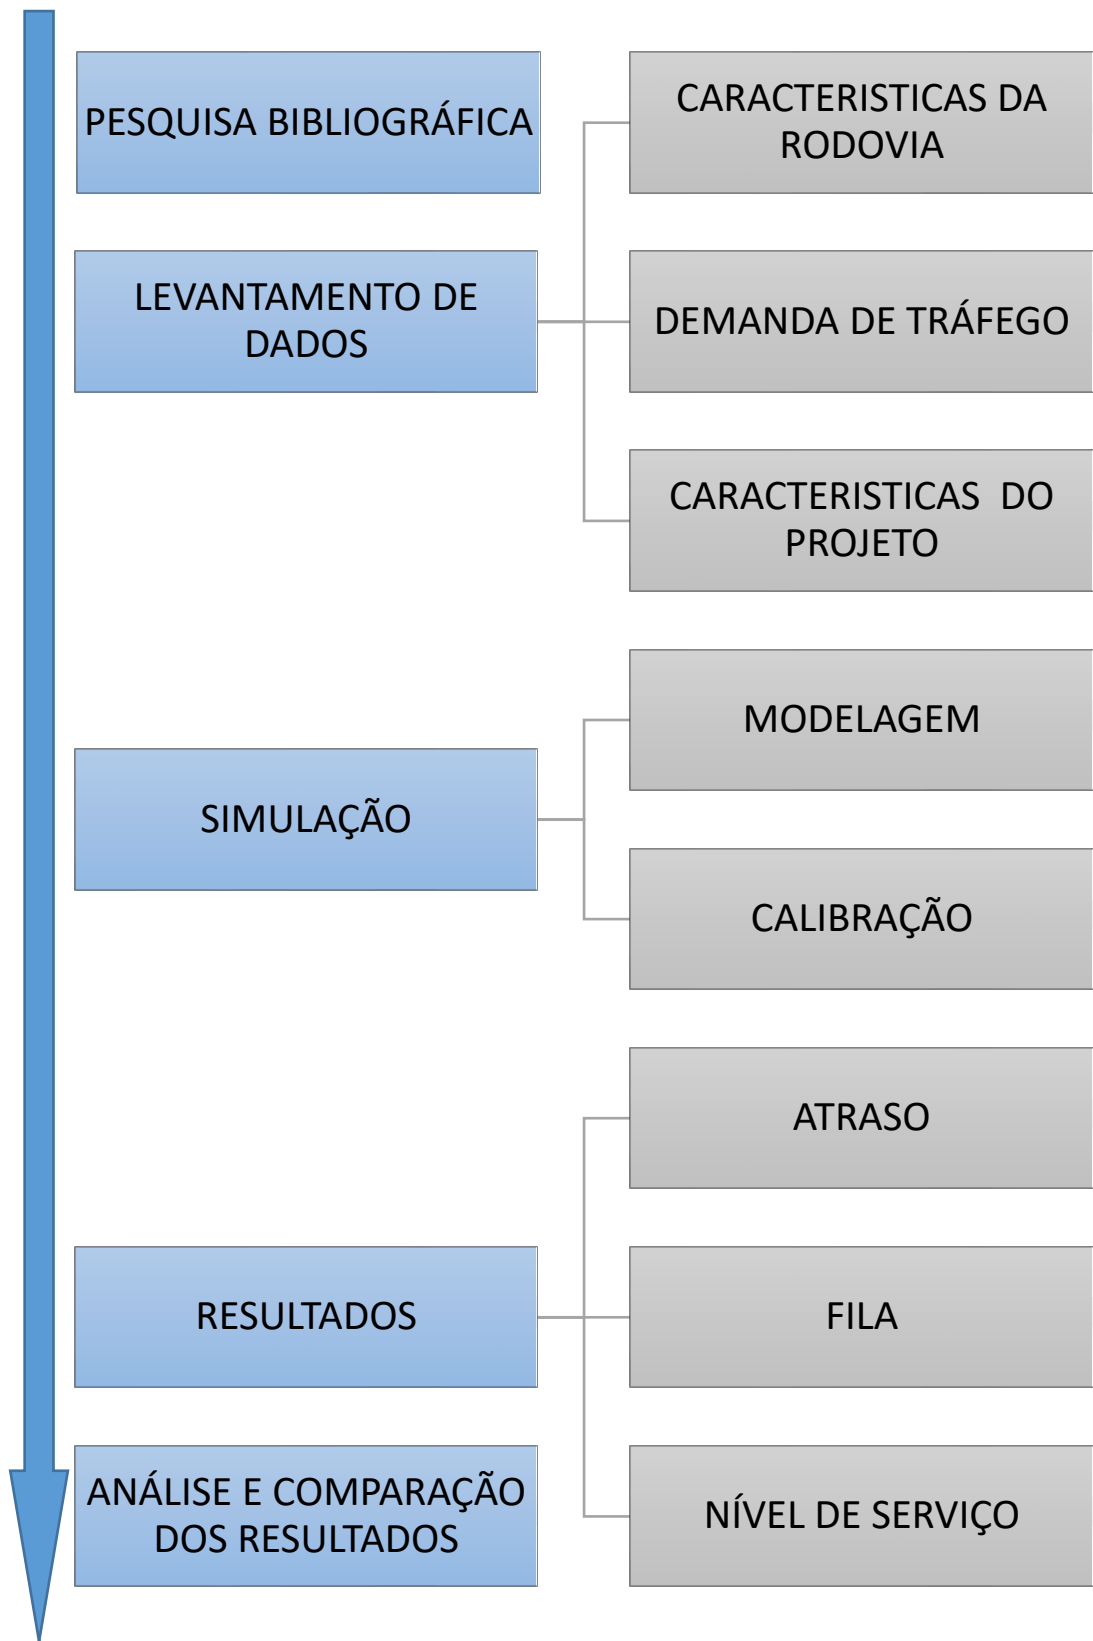 PESQUISA BIBLIOGRÁFICA
CARACTERISTICAS DA
RODOVIA
LEVANTAMENTO DE
DADOS
DEMANDA DE TRÁFEGO
CARACTERISTICAS DO
PROJETO
SIMULAÇÃO
MODELAGEM
CALIBRAÇÃO
RESULTADOS
ATRASO
FILA
NÍVEL DE SERVIÇO
ANÁLISE E COMPARAÇÃO
DOS RESULTADOS